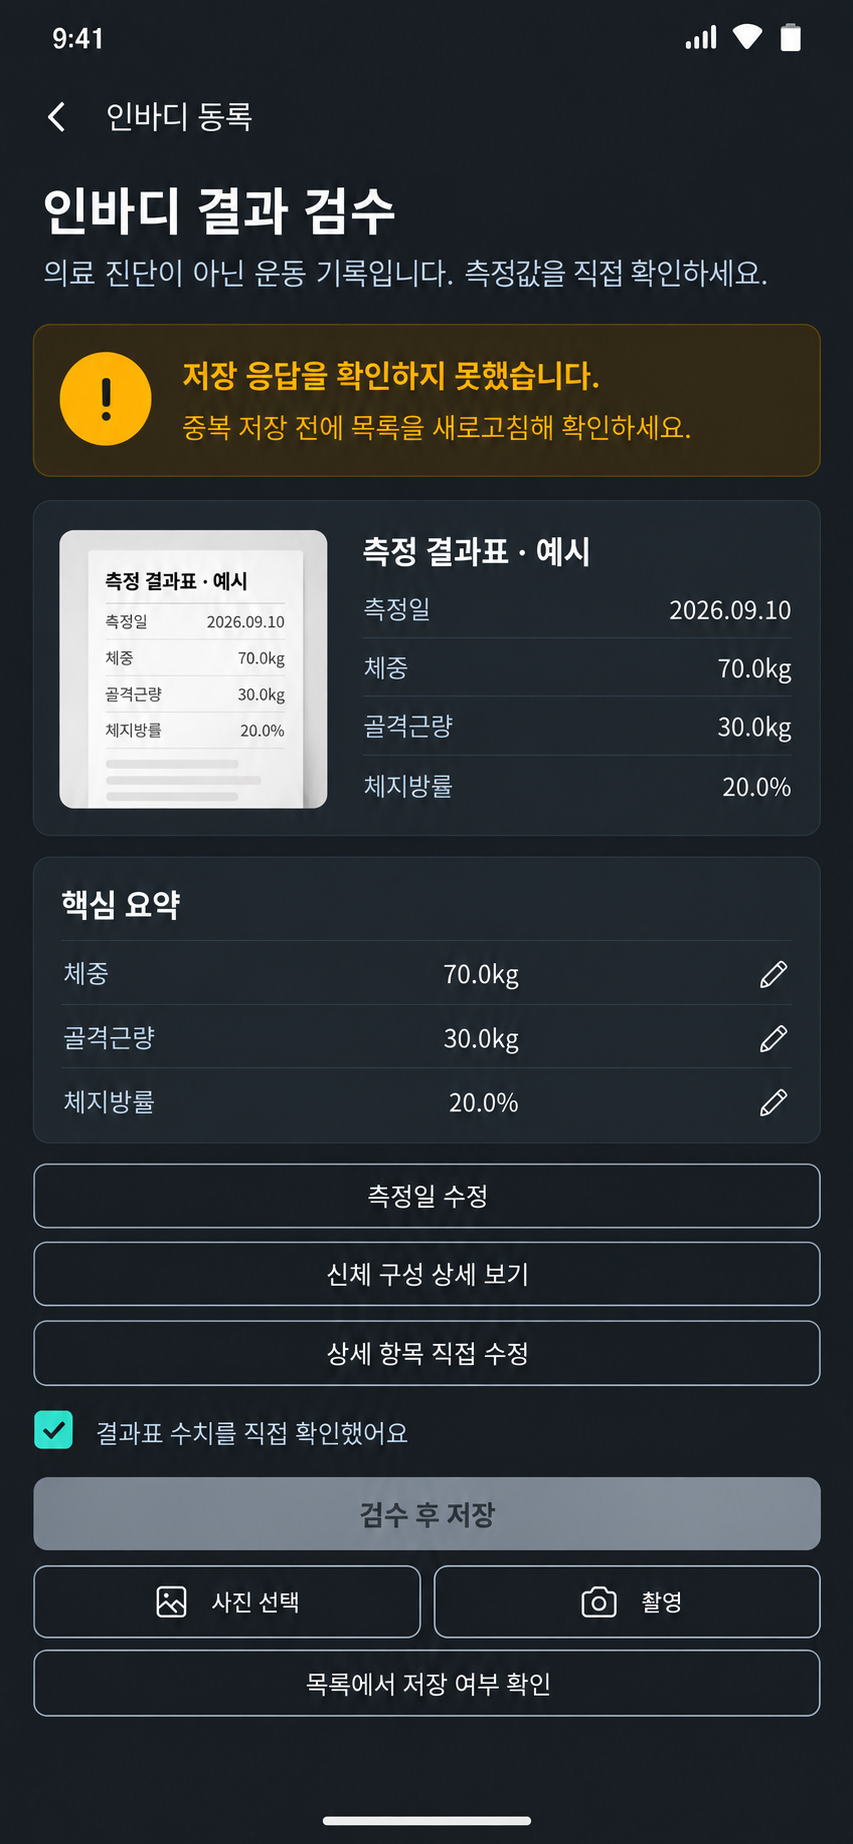 9:41
인바디 등록
인바디 결과 검수
의료 진단이 아닌 운동 기록입니다. 측정값을 직접 확인하세요.
저장 응답을 확인하지 못했습니다.
중복 저장 전에 목록을 새로고침해 확인하세요.
측정 결과표 · 예시
측정일 2026.09.10
체중 70.0kg
골격근량 30.0kg
체지방률 20.0%
측정 결과표 · 예시
측정일 2026.09.10
체중 70.0kg
골격근량 30.0kg
체지방률 20.0%
핵심 요약
체중 70.0kg
골격근량 30.0kg
체지방률 20.0%
측정일 수정
신체 구성 상세 보기
상세 항목 직접 수정
결과표 수치를 직접 확인했어요
검수 후 저장
사진 선택
촬영
목록에서 저장 여부 확인